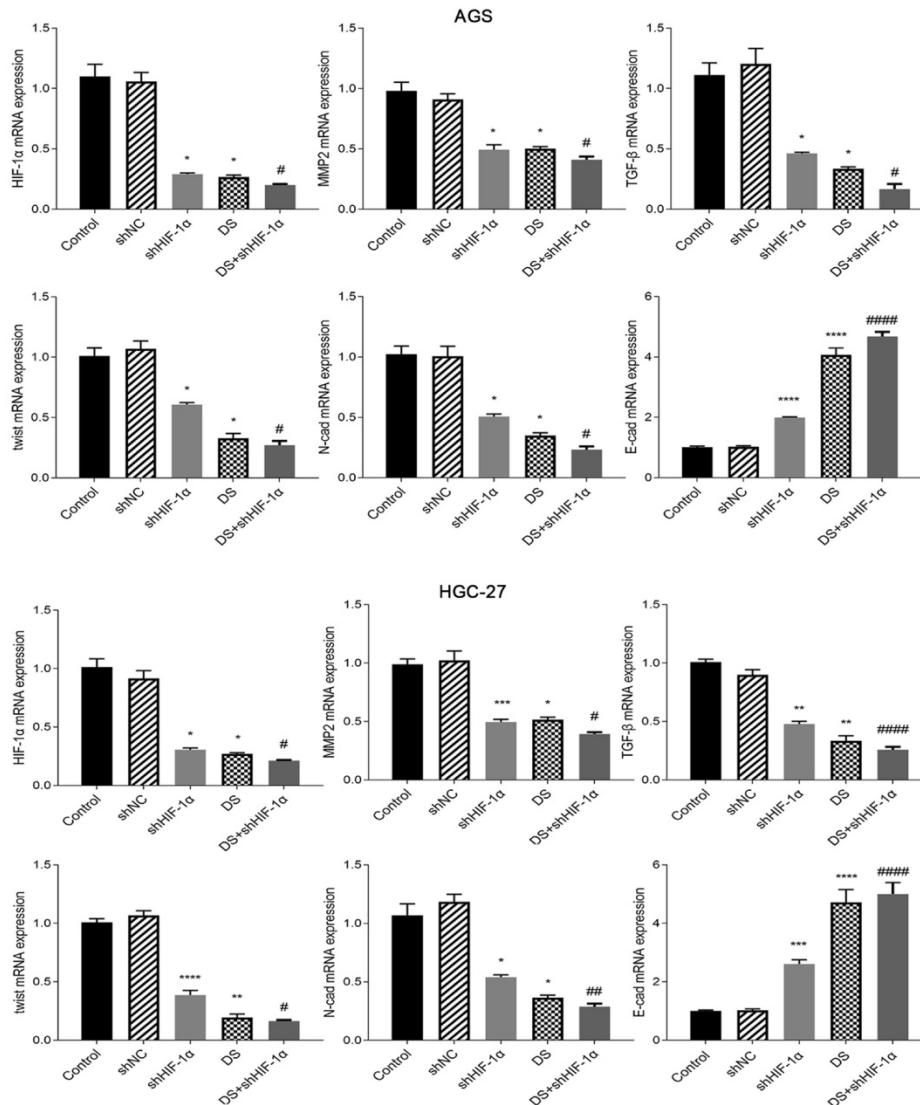 AGS
HIF-1α mRNA expression
1.5
1.0
0.5
0.0
* * #
Control shNC shHIF-1α DS DS+shHIF-1α
MMP2 mRNA expression
1.5
1.0
0.5
0.0
* * #
Control shNC shHIF-1α DS DS+shHIF-1α
TGF-β mRNA expression
1.5
1.0
0.5
0.0
* * #
Control shNC shHIF-1α DS DS+shHIF-1α
twist mRNA expression
1.5
1.0
0.5
0.0
* * #
Control shNC shHIF-1α DS DS+shHIF-1α
N-cad mRNA expression
1.5
1.0
0.5
0.0
* * #
Control shNC shHIF-1α DS DS+shHIF-1α
E-cad mRNA expression
6
4
2
0
**** **** ####
Control shNC shHIF-1α DS DS+shHIF-1α
HGC-27
HIF-1α mRNA expression
1.5
1.0
0.5
0.0
* * #
Control shNC shHIF-1α DS DS+shHIF-1α
MMP2 mRNA expression
1.5
1.0
0.5
0.0
*** * #
Control shNC shHIF-1α DS DS+shHIF-1α
TGF-β mRNA expression
1.5
1.0
0.5
0.0
** ** ####
Control shNC shHIF-1α DS DS+shHIF-1α
twist mRNA expression
1.5
1.0
0.5
0.0
**** ** #
Control shNC shHIF-1α DS DS+shHIF-1α
N-cad mRNA expression
1.5
1.0
0.5
0.0
* * ##
Control shNC shHIF-1α DS DS+shHIF-1α
E-cad mRNA expression
6
4
2
0
*** **** ####
Control shNC shHIF-1α DS DS+shHIF-1α